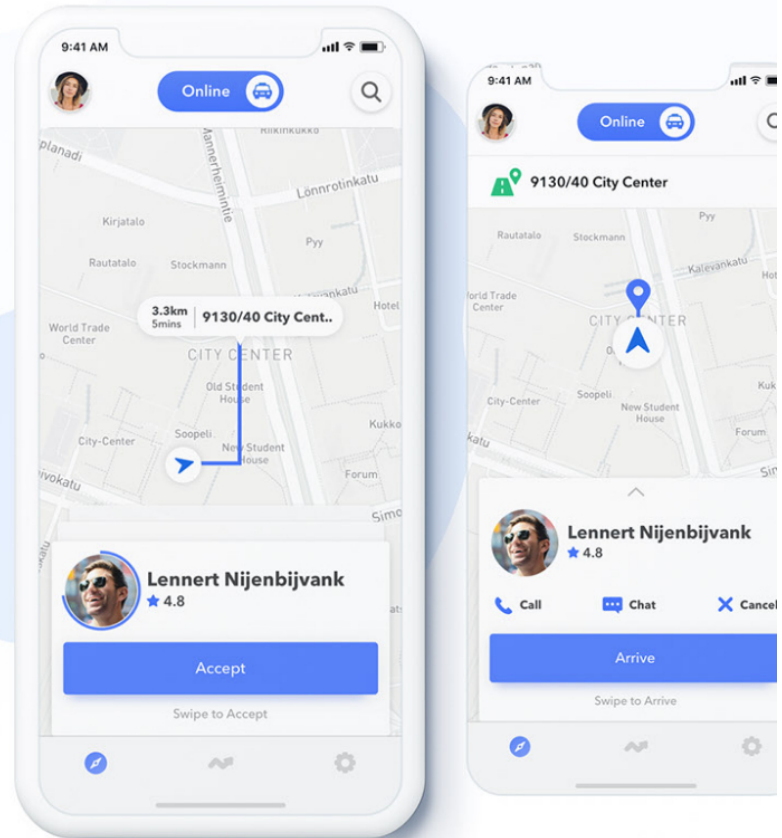 9:41 AM
Online
planadi
Mannerheimintie
Lönnrotinkatu
Kirjatalo
Pyy
Rautatalo
Stockmann
Hotel
3.3km
5mins
9130/40 City Cent..
World Trade
Center
CITY CENTER
Old Student
House
Kukko
Soopeli
City-Center
New Student
House
Forum
Simo
Lennert Nijenbijvank
4.8
Accept
Swipe to Accept
9:41 AM
Online
9130/40 City Center
Pyy
Rautatalo
Stockmann
Kalevankatu
World Trade
Center
CITY CENTER
Kuk
City-Center
Soopeli
New Student
House
Forum
Lennert Nijenbijvank
4.8
Call
Chat
Cancel
Arrive
Swipe to Arrive